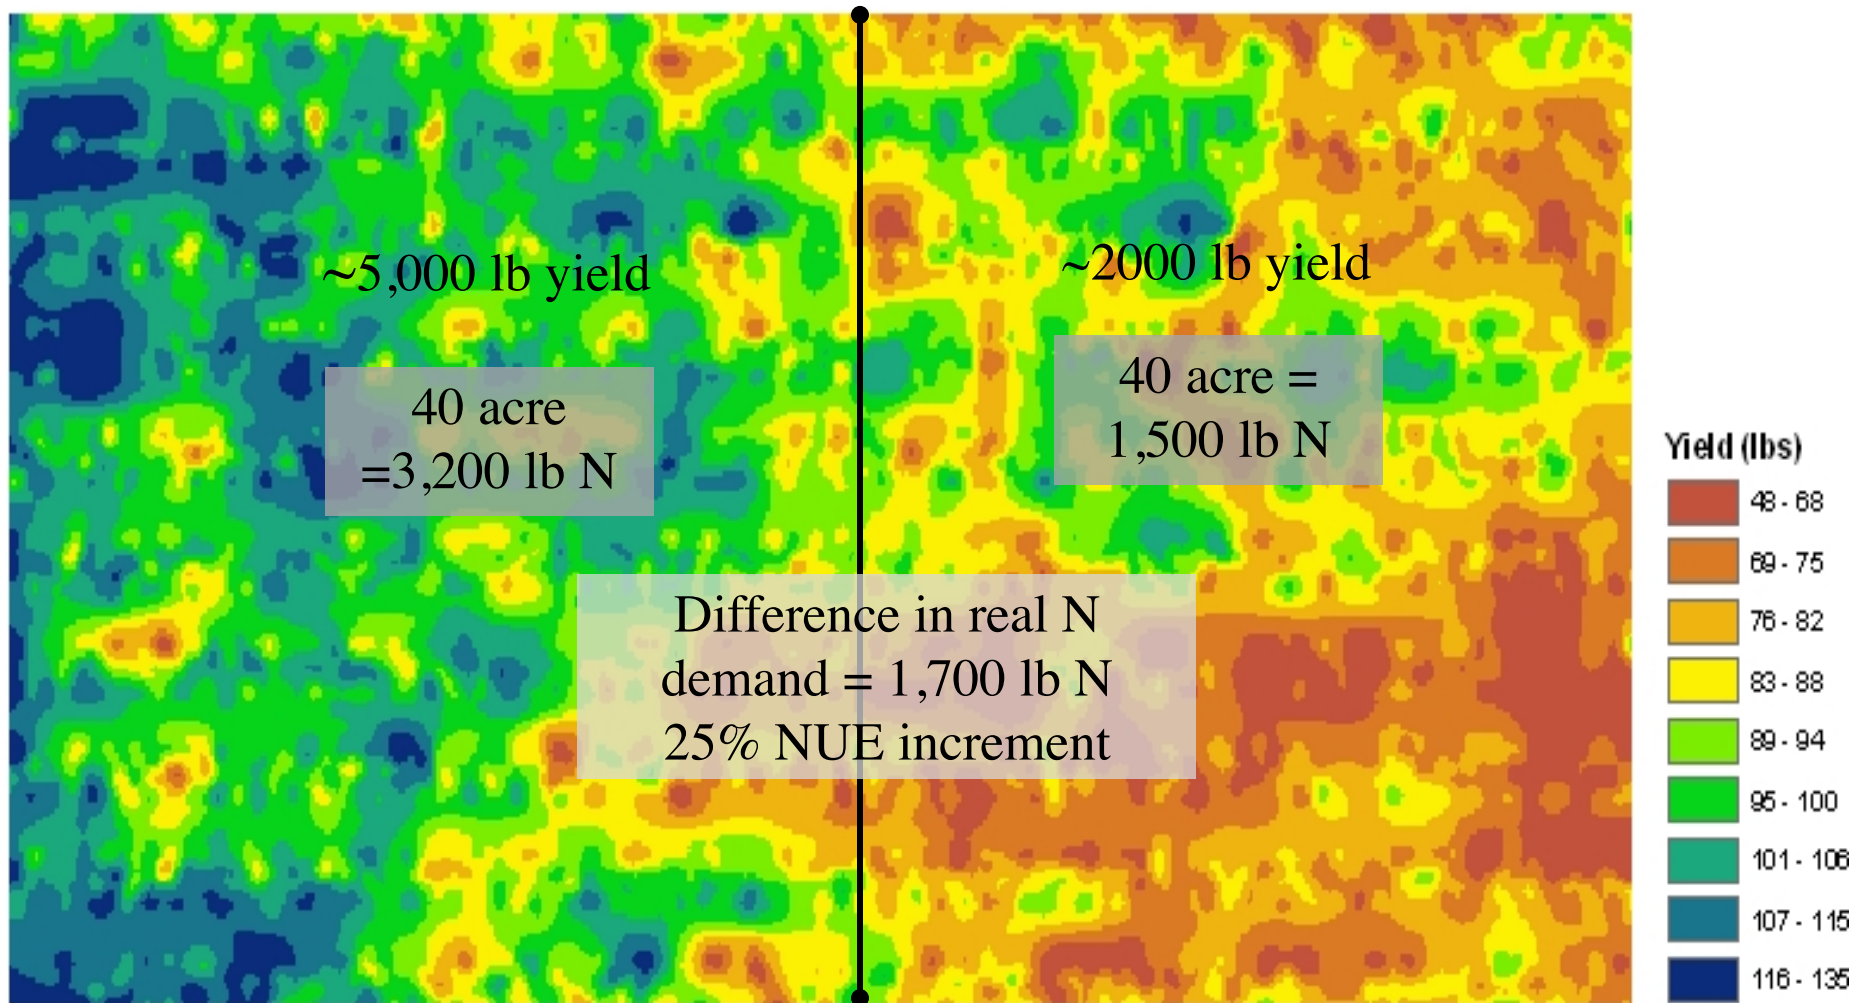 ~5,000 lb yield
~2000 lb yield
40 acre
=3,200 lb N
40 acre =
1,500 lb N
Difference in real N
demand = 1,700 lb N
25% NUE increment
Yield (lbs)
48 - 68
69 - 75
76 - 82
83 - 88
89 - 94
95 - 100
101 - 106
107 - 115
116 - 135